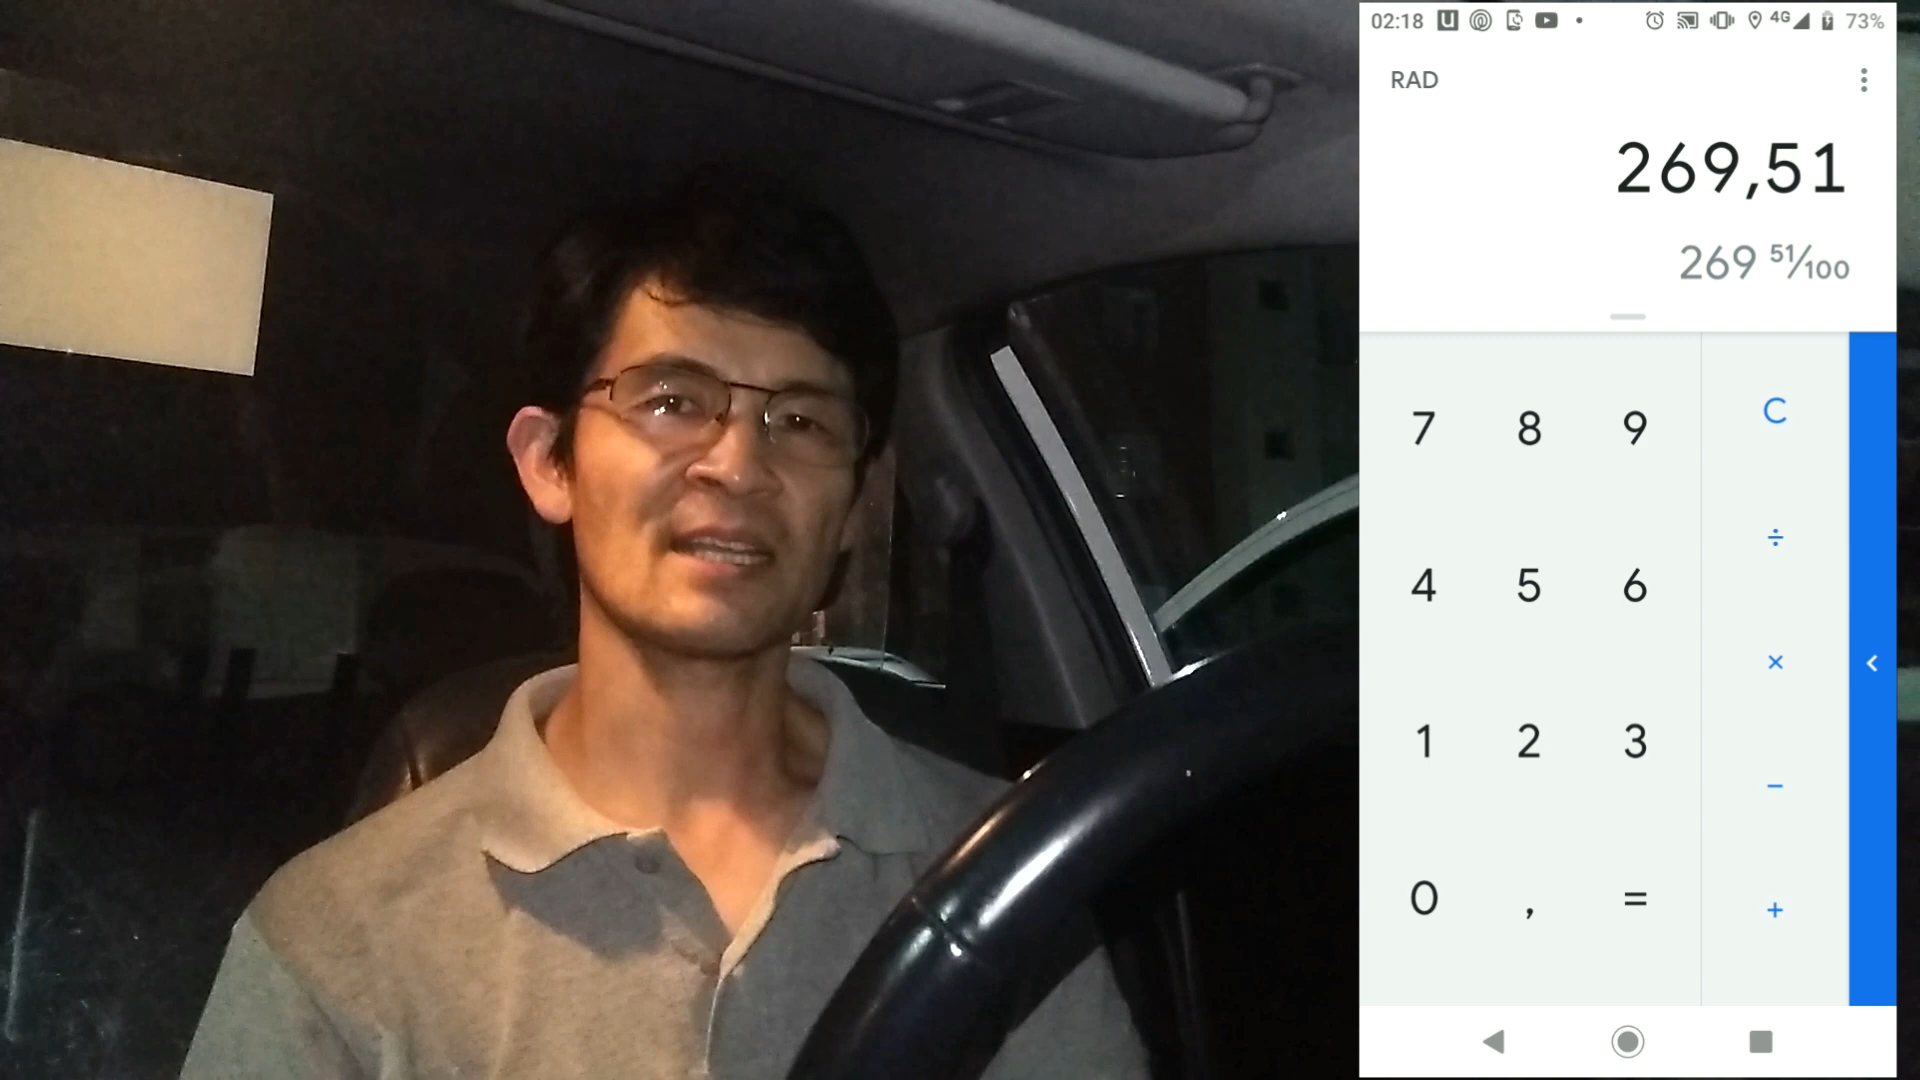 02:18 4G 73%
RAD
269,51
269 51/100
7 8 9 C
÷
4 5 6
×
1 2 3
−
0 , =
+